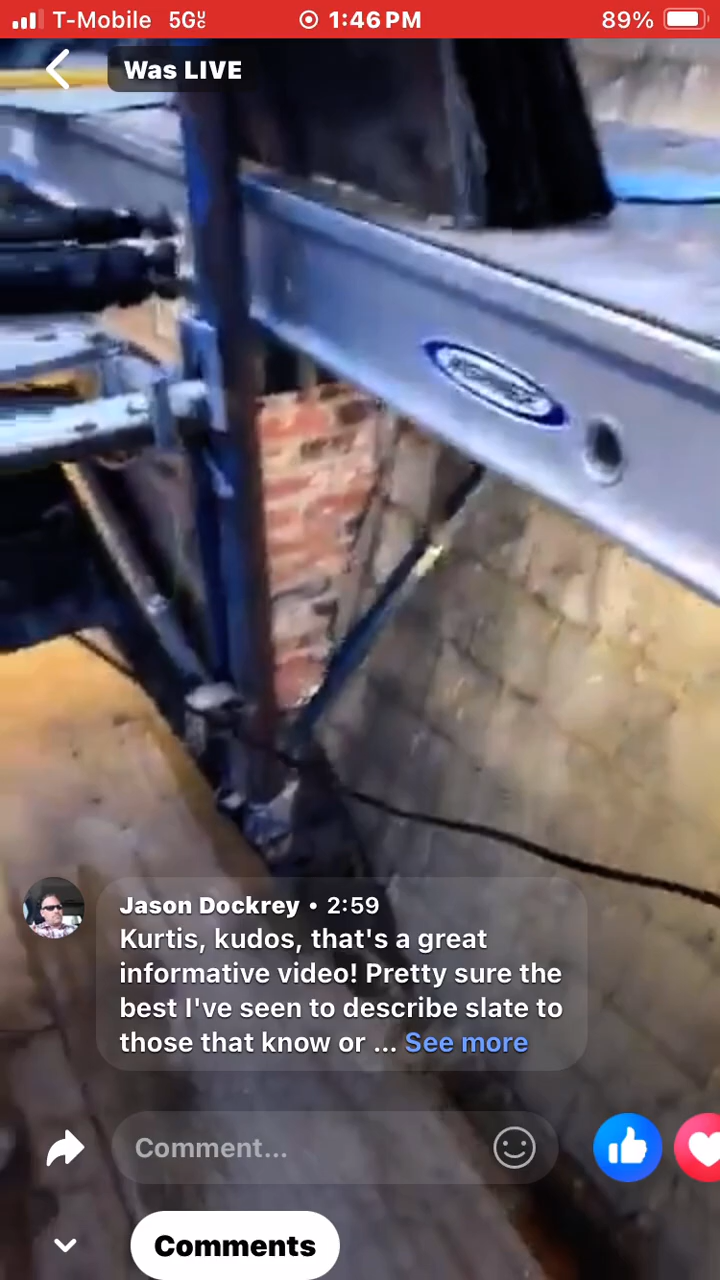 T-Mobile 5GUC 1:46 PM 89%
Was LIVE
Jason Dockrey • 2:59
Kurtis, kudos, that's a great
informative video! Pretty sure the
best I've seen to describe slate to
those that know or ... See more
Comment...
Comments